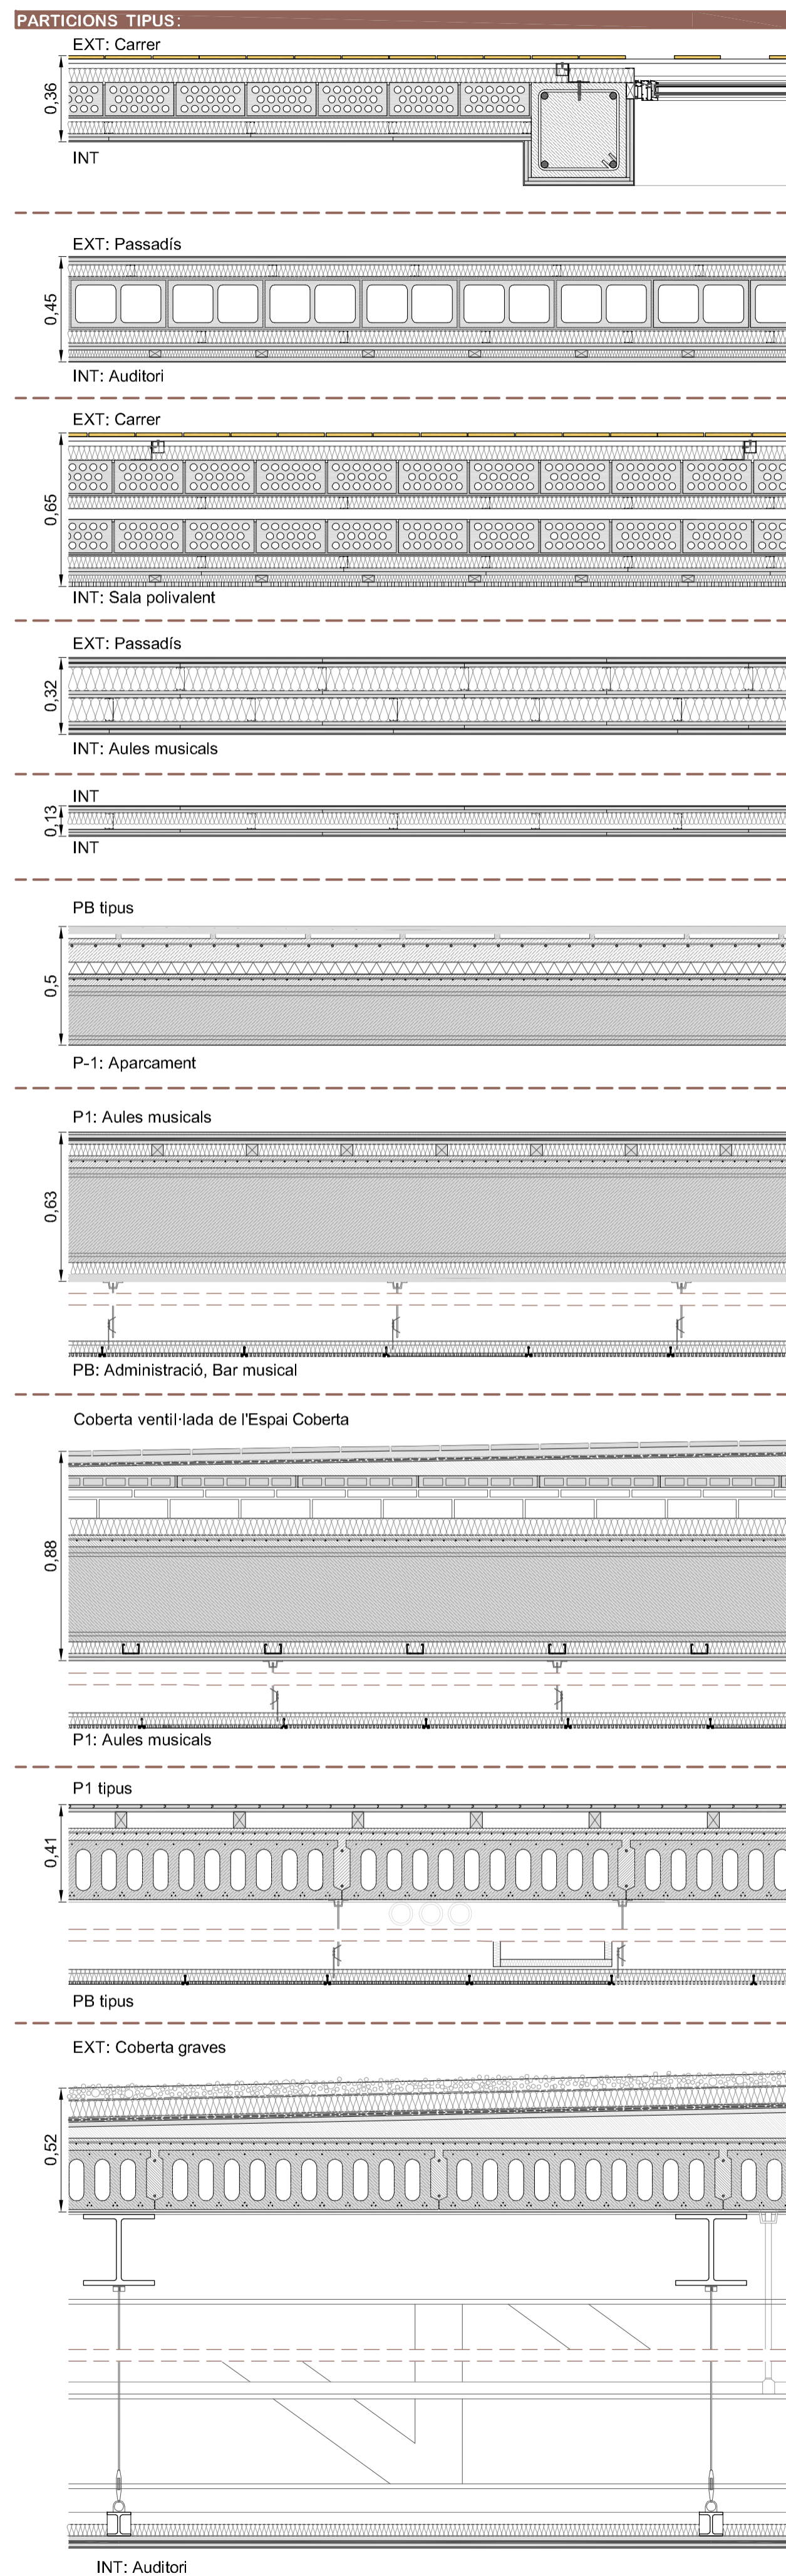 PARTICIONS TIPUS:
EXT: Carrer
0,36
INT
EXT: Passadís
0,45
INT: Auditori
EXT: Carrer
0,65
INT: Sala polivalent
EXT: Passadís
0,32
INT: Aules musicals
INT
0,13
INT
PB tipus
0,5
P-1: Aparcament
P1: Aules musicals
0,63
PB: Administració, Bar musical
Coberta ventil·lada de l'Espai Coberta
0,88
P1: Aules musicals
P1 tipus
0,41
PB tipus
EXT: Coberta graves
0,52
INT: Auditori